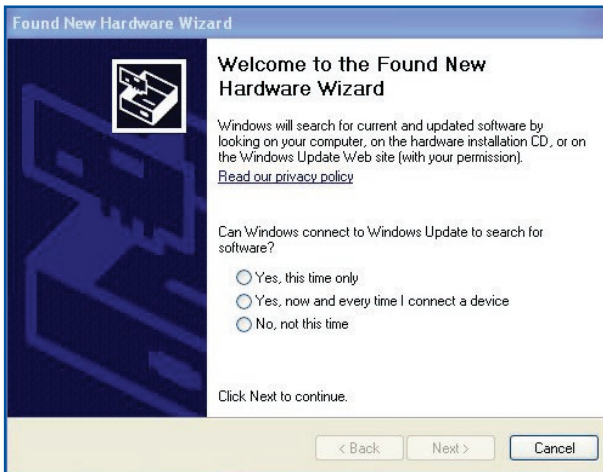 Found New Hardware Wizard
Welcome to the Found New
Hardware Wizard
Windows will search for current and updated software by
looking on your computer, on the hardware installation CD, or on
the Windows Update Web site (with your permission).
Read our privacy policy
Can Windows connect to Windows Update to search for
software?
Yes, this time only
Yes, now and every time I connect a device
No, not this time
Click Next to continue.
< Back Next > Cancel